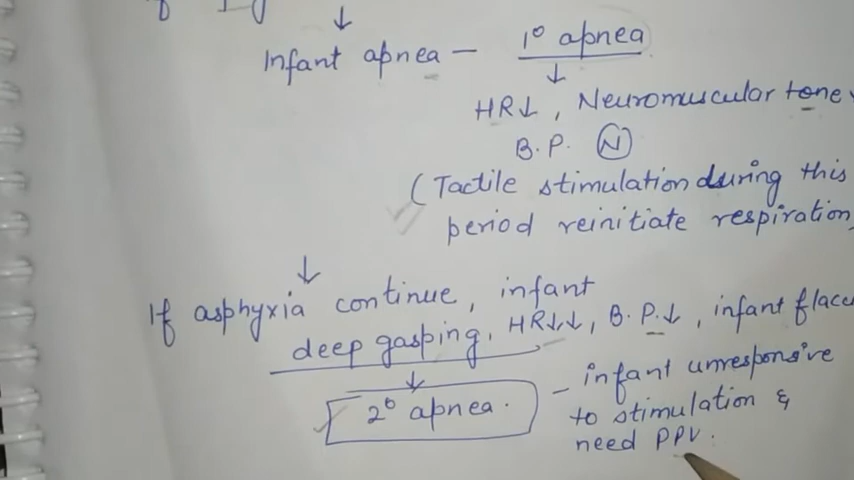 ↓
Infant apnea – 1° apnea
↓
HR↓, Neuromuscular tone
B.P. (N)
(Tactile stimulation during this
period reinitiate respiration
↓
If asphyxia continue, infant
deep gasping, HR↓↓, B.P.↓, infant flace
↓
2° apnea. – infant unresponsive
to stimulation &
need PPV.